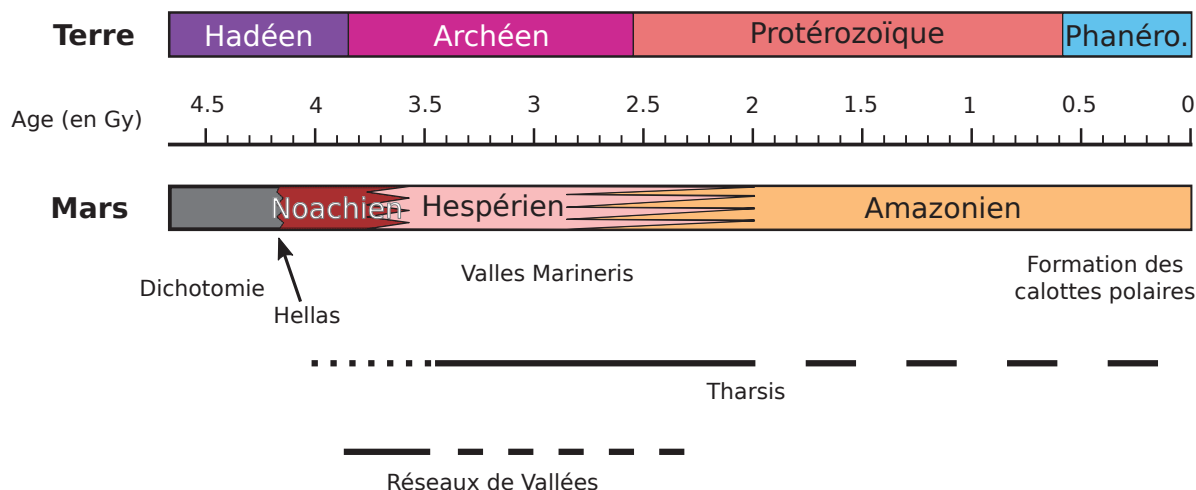 Terre
Hadéen
Archéen
Protérozoïque
Phanéro.
Age (en Gy)
4.5
4
3.5
3
2.5
2
1.5
1
0.5
0
Mars
Noachien
Hespérien
Amazonien
Dichotomie
Hellas
Valles Marineris
Formation des
calottes polaires
Tharsis
Réseaux de Vallées